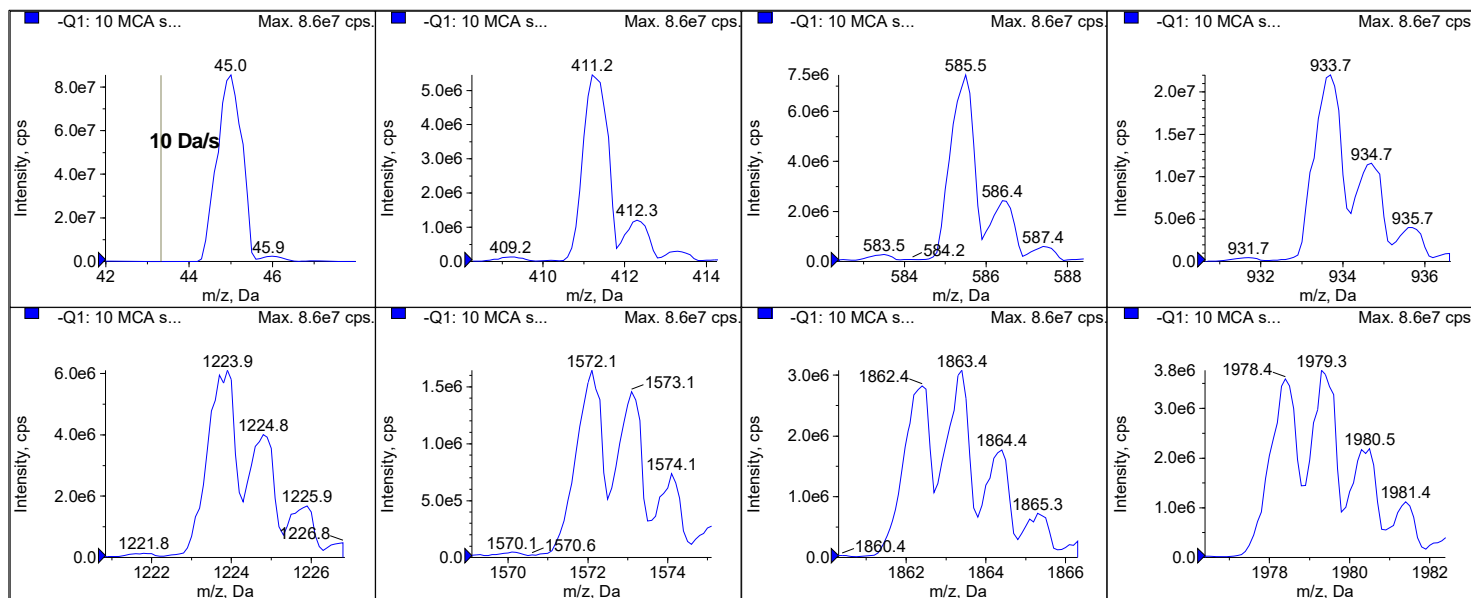 -Q1: 10 MCA s... Max. 8.6e7 cps.
45.0
8.0e7
10 Da/s
6.0e7
4.0e7
2.0e7
45.9
0.0
42 44 46
m/z, Da
Intensity, cps
-Q1: 10 MCA s... Max. 8.6e7 cps.
411.2
5.0e6
4.0e6
3.0e6
2.0e6
412.3
1.0e6
409.2
0.0
410 412 414
m/z, Da
Intensity, cps
-Q1: 10 MCA s... Max. 8.6e7 cps.
585.5
7.5e6
6.0e6
4.0e6
586.4
2.0e6
583.5 584.2 587.4
0.0
584 586 588
m/z, Da
Intensity, cps
-Q1: 10 MCA s... Max. 8.6e7 cps.
933.7
2.0e7
1.5e7
934.7
1.0e7
5.0e6
935.7
931.7
0.0
932 934 936
m/z, Da
Intensity, cps
-Q1: 10 MCA s... Max. 8.6e7 cps.
1223.9
6.0e6
1224.8
4.0e6
1225.9
2.0e6
1226.8
1221.8
0.0
1222 1224 1226
m/z, Da
Intensity, cps
-Q1: 10 MCA s... Max. 8.6e7 cps.
1572.1
1573.1
1.5e6
1.0e6
1574.1
5.0e5
1570.1 1570.6
0.0
1570 1572 1574
m/z, Da
Intensity, cps
-Q1: 10 MCA s... Max. 8.6e7 cps.
1863.4
1862.4
3.0e6
2.0e6
1864.4
1.0e6
1865.3
1860.4
0.0
1862 1864 1866
m/z, Da
Intensity, cps
-Q1: 10 MCA s... Max. 8.6e7 cps.
1978.4 1979.3
3.8e6
3.0e6
2.0e6
1980.5
1.0e6
1981.4
0.0
1978 1980 1982
m/z, Da
Intensity, cps